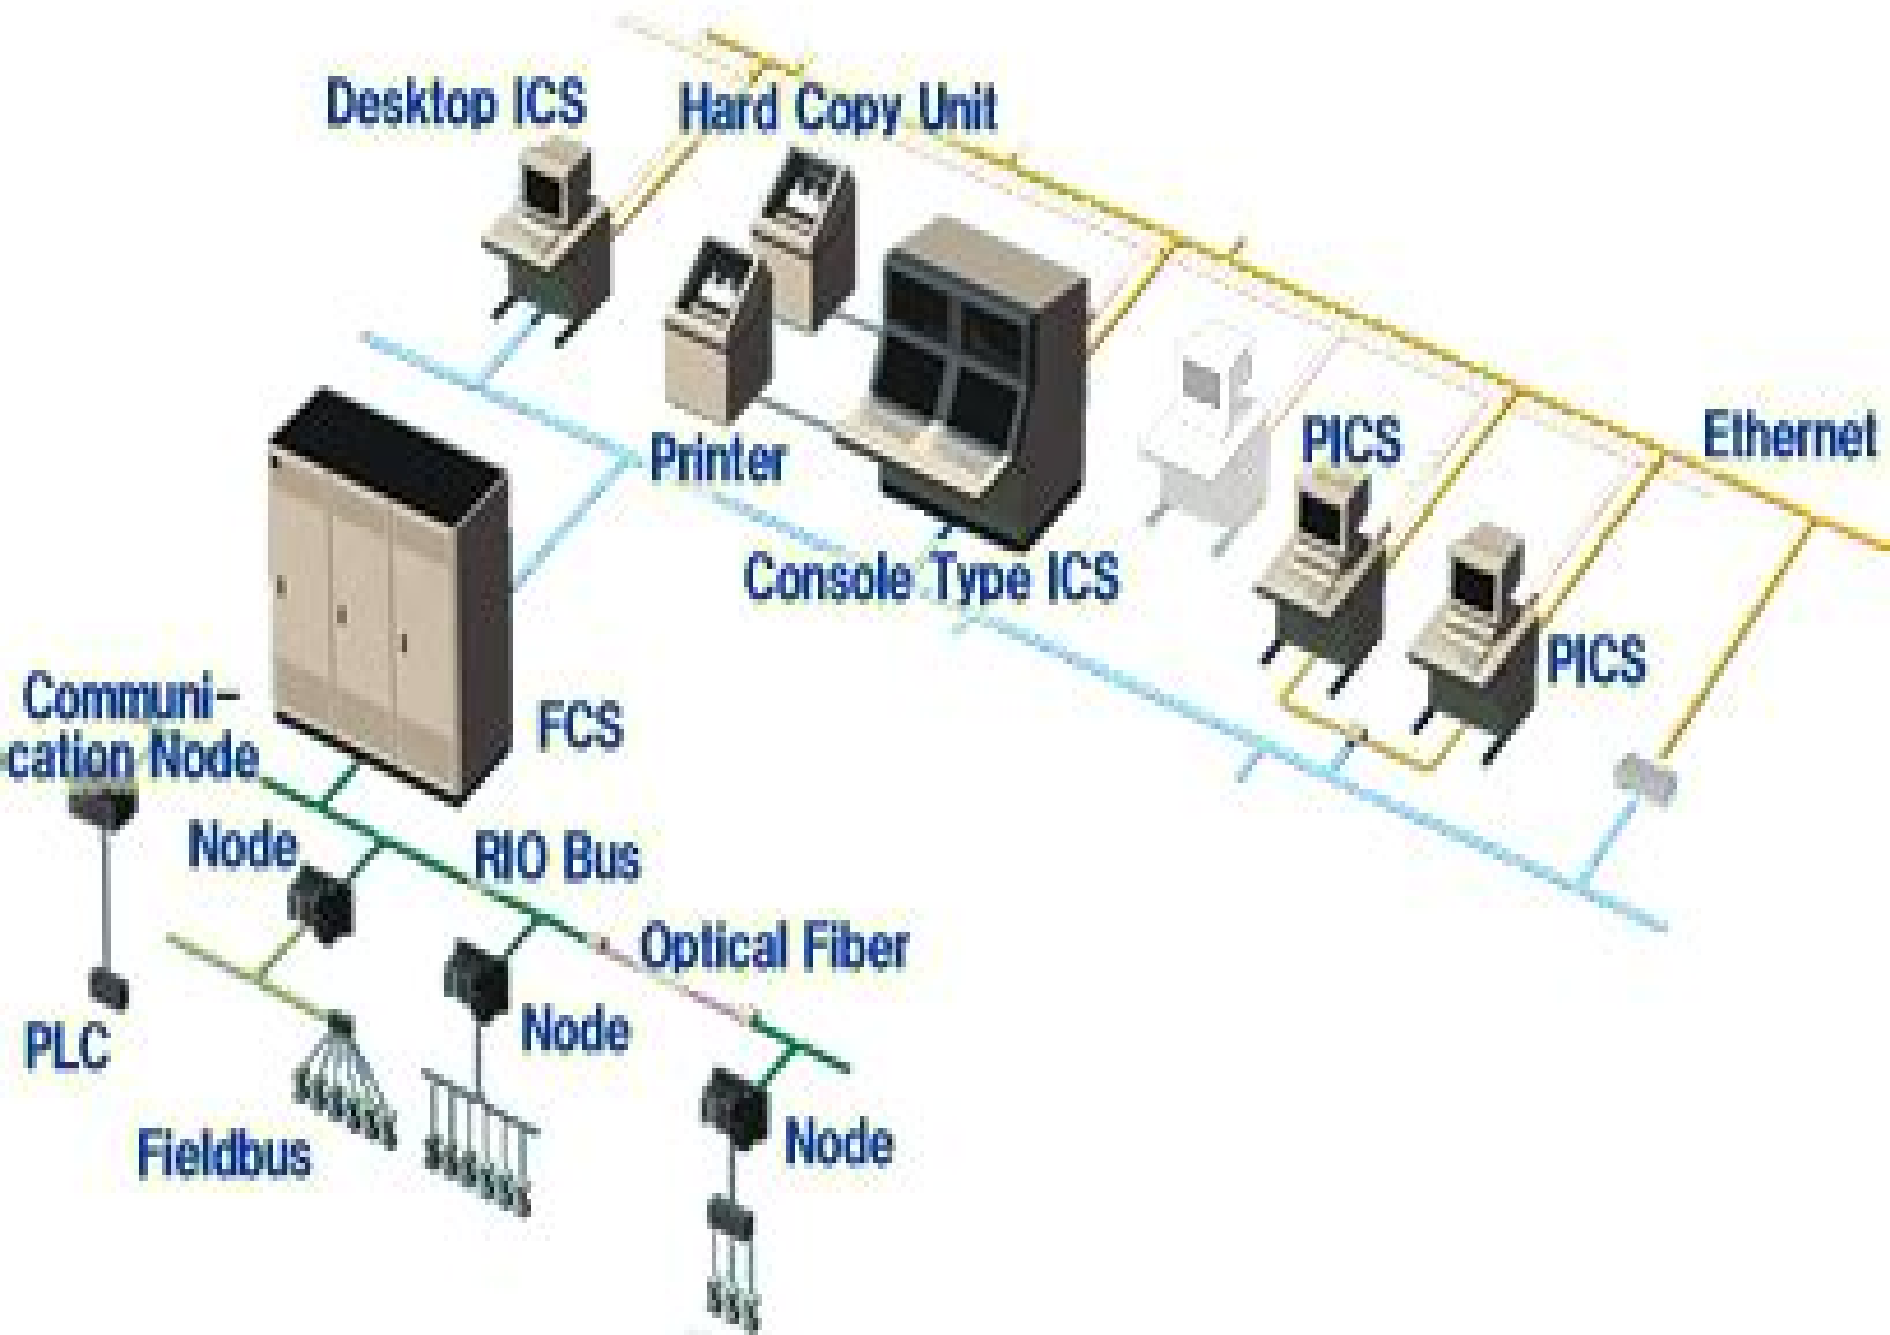 Desktop ICS
Hard Copy Unit
Ethernet
PICS
Printer
Console Type ICS
PICS
FCS
Communi-
-cation Node
Node
RIO Bus
Optical Fiber
Node
PLC
Fieldbus
Node